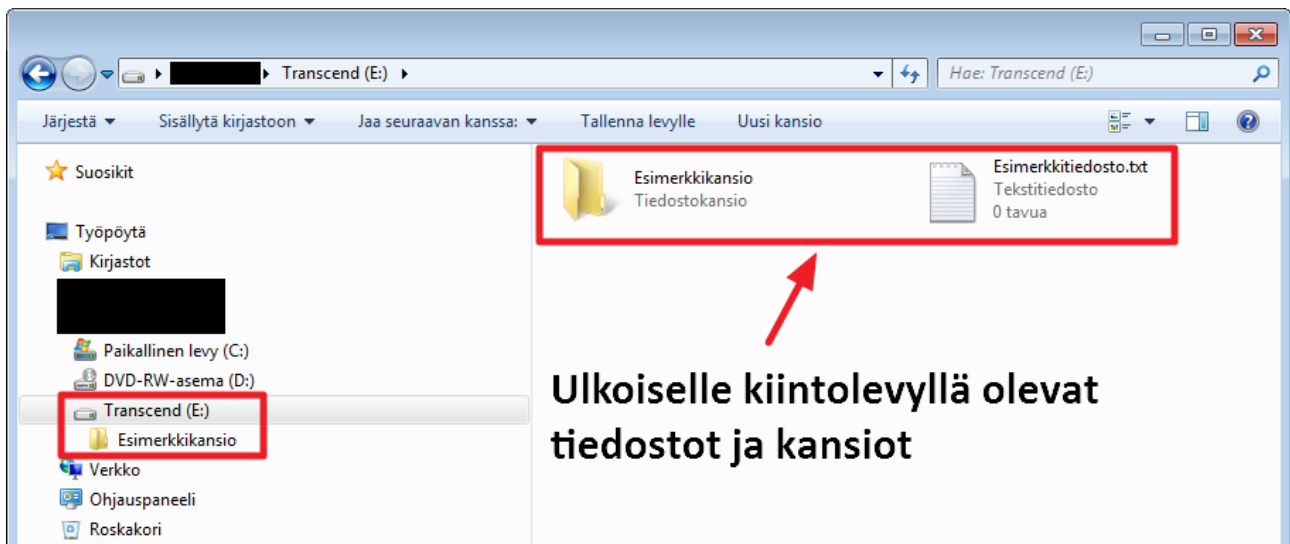 Transcend (E:)
Hae: Transcend (E:)
Järjestä
Sisällytä kirjastoon
Jaa seuraavan kanssa:
Tallenna levylle
Uusi kansio
Suosikit
Työpöytä
Kirjastot
Paikallinen levy (C:)
DVD-RW-asema (D:)
Transcend (E:)
Esimerkkikansio
Verkko
Ohjauspaneeli
Roskakori
Esimerkkikansio
Tiedostokansio
Esimerkkitiedosto.txt
Tekstitiedosto
0 tavua
Ulkoiselle kiintolevyllä olevat
tiedostot ja kansiot